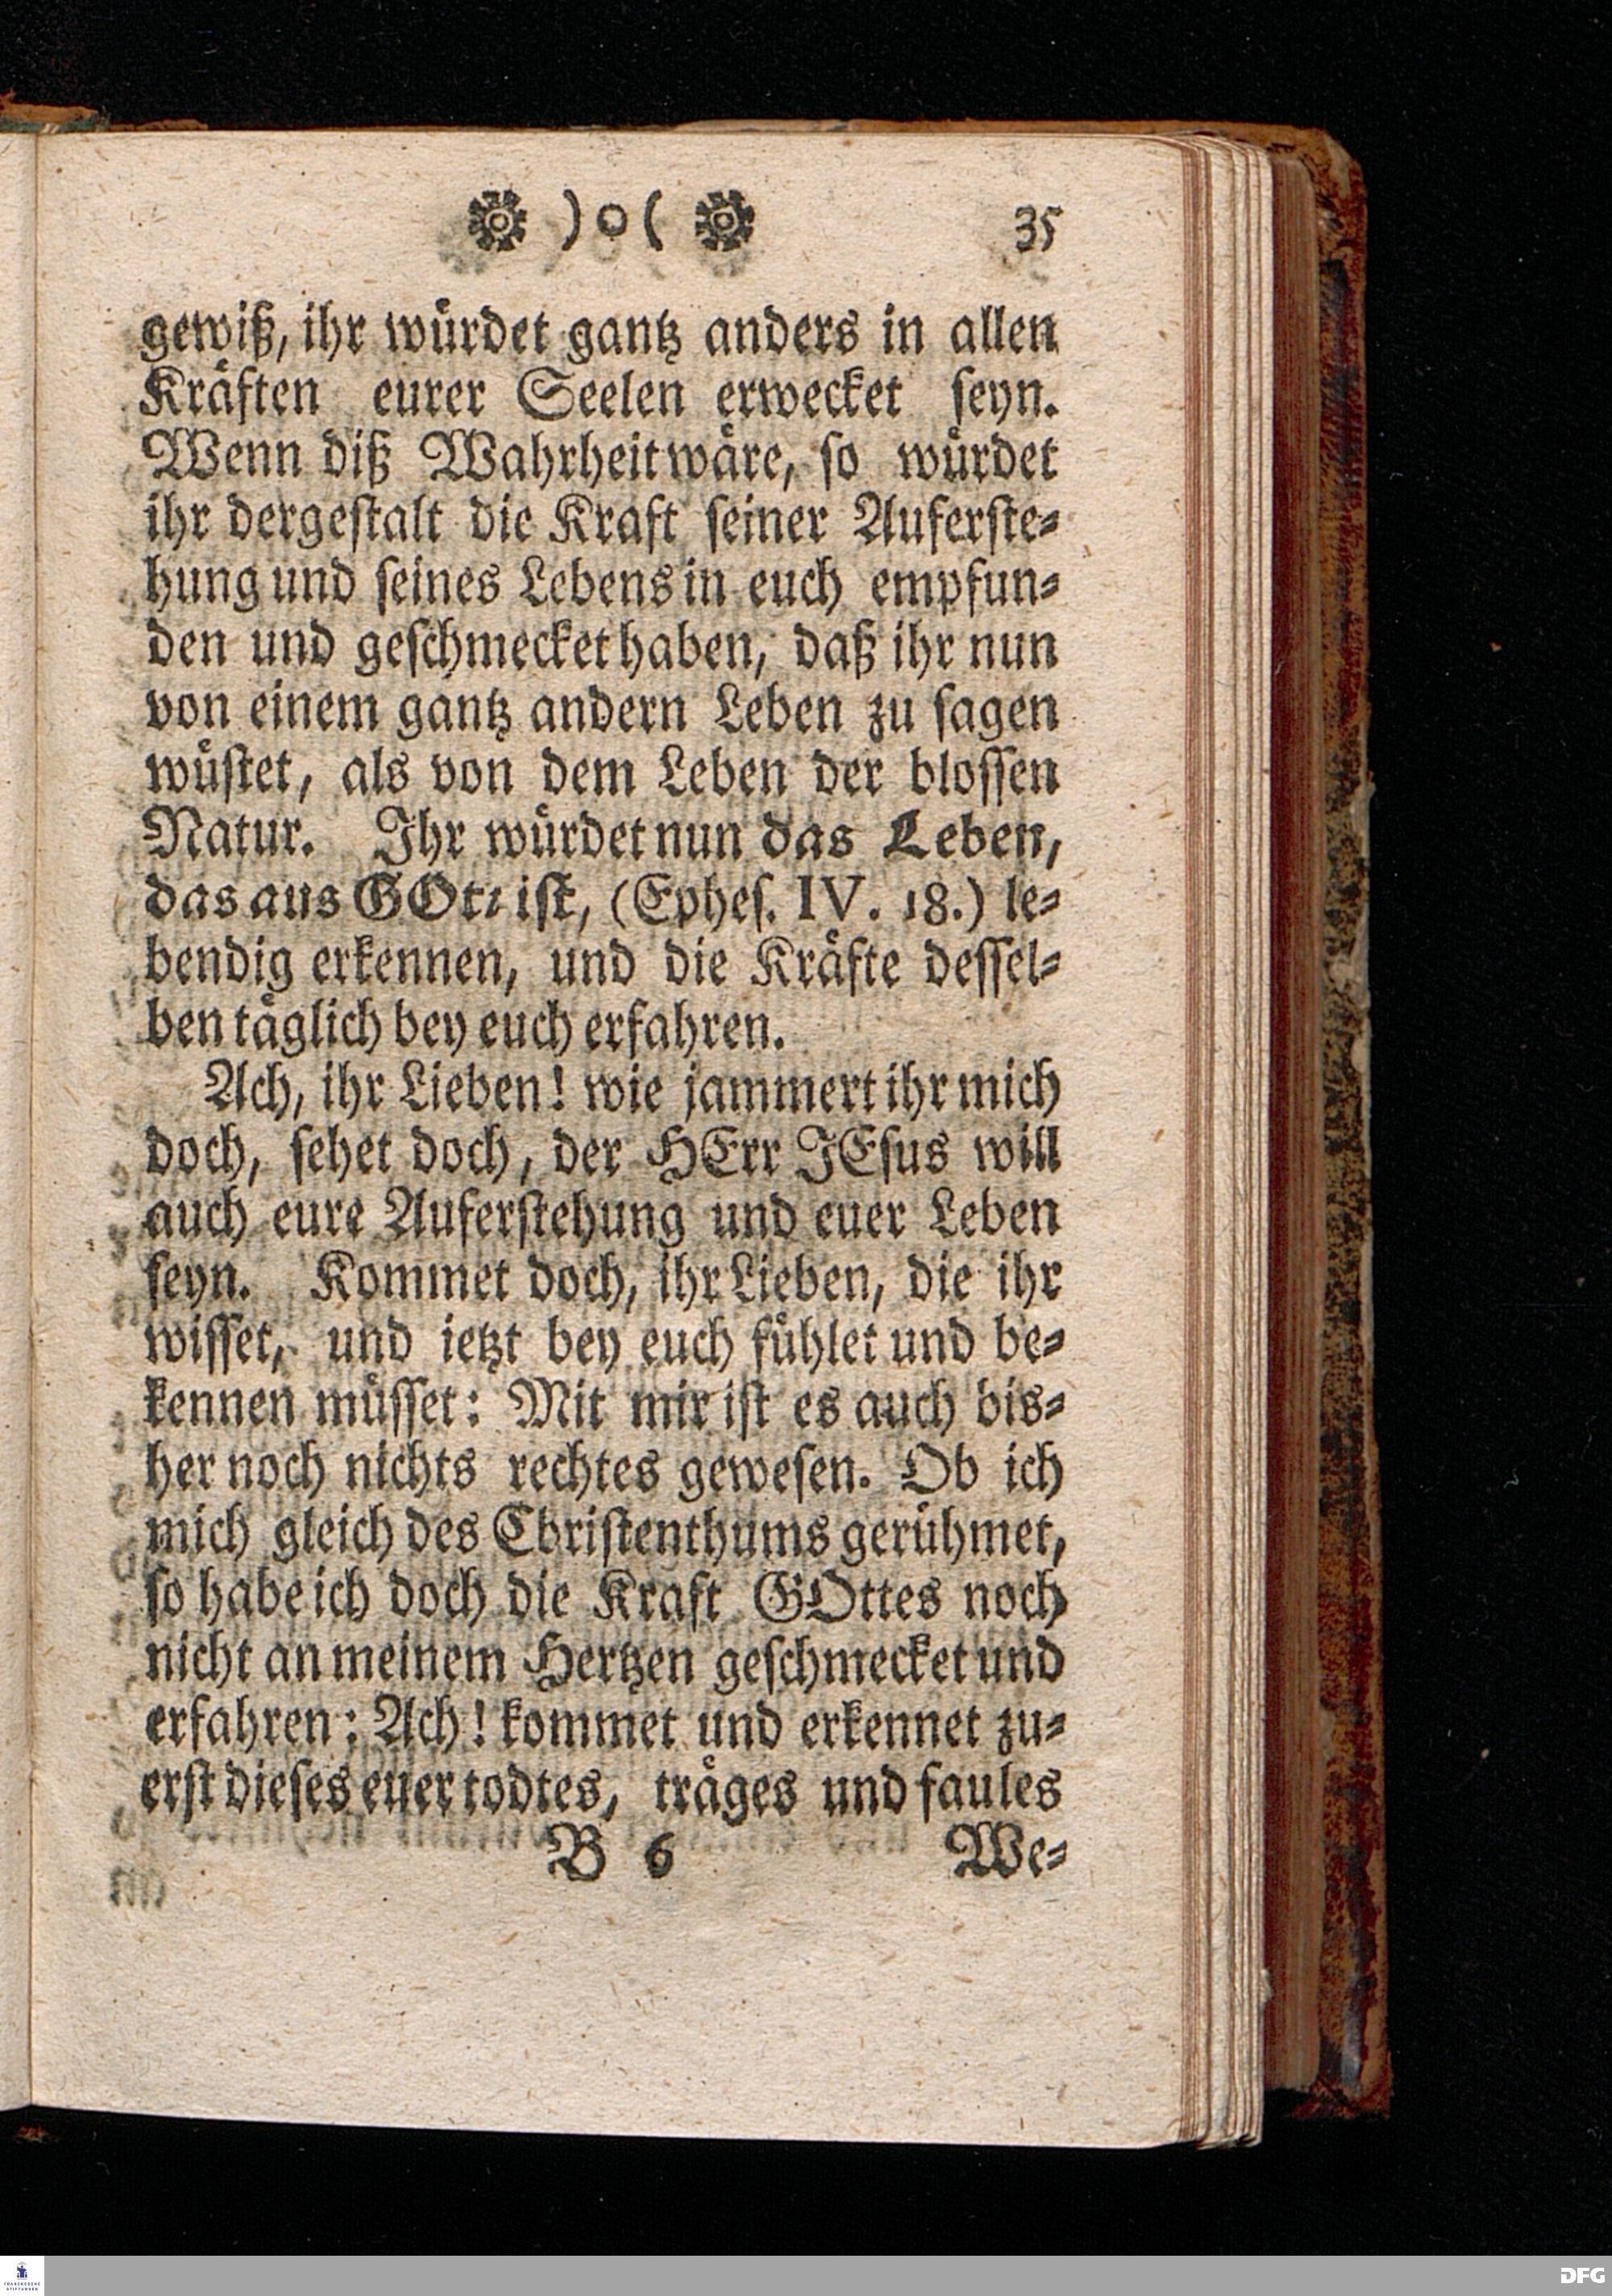 )o( 35
gewiß, ihr würdet gantz anders in allen
Kräften eurer Seelen erwecket seyn.
Wenn diß Wahrheit wäre, so würdet
ihr dergestalt die Kraft seiner Auferste-
hung und seines Lebens in euch empfun-
den und geschmecket haben, daß ihr nun
von einem gantz andern Leben zu sagen
wüstet, als von dem Leben der blossen
Natur. Ihr würdet nun das Leben,
das aus GOtt ist, (Ephes. IV. 18.) le-
bendig erkennen, und die Kräfte dessel-
ben täglich bey euch erfahren.
Ach, ihr Lieben! wie jammert ihr mich
doch, sehet doch, der HErr JEsus will
auch eure Auferstehung und euer Leben
seyn. Kommet doch, ihr Lieben, die ihr
wisset, und ietzt bey euch fühlet und be-
kennen müsset: Mit mir ist es auch bis-
her noch nichts rechtes gewesen. Ob ich
mich gleich des Christenthums gerühmet,
so habe ich doch die Kraft GOttes noch
nicht an meinem Hertzen geschmecket und
erfahren: Ach! kommet und erkennet zu-
erst dieses euer todtes, träges und faules
B 6 We-
FRANCKESCHE
STIFTUNGEN
DFG